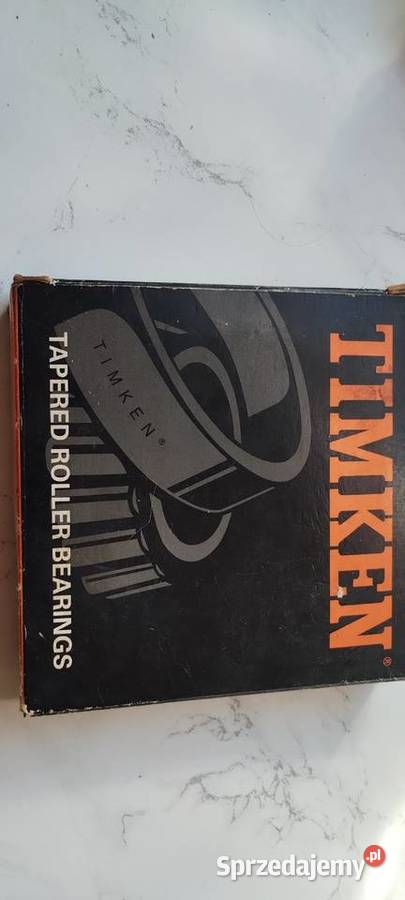 TIMKEN®
TIMKEN®
TAPERED ROLLER BEARINGS
Sprzedajemy.pl